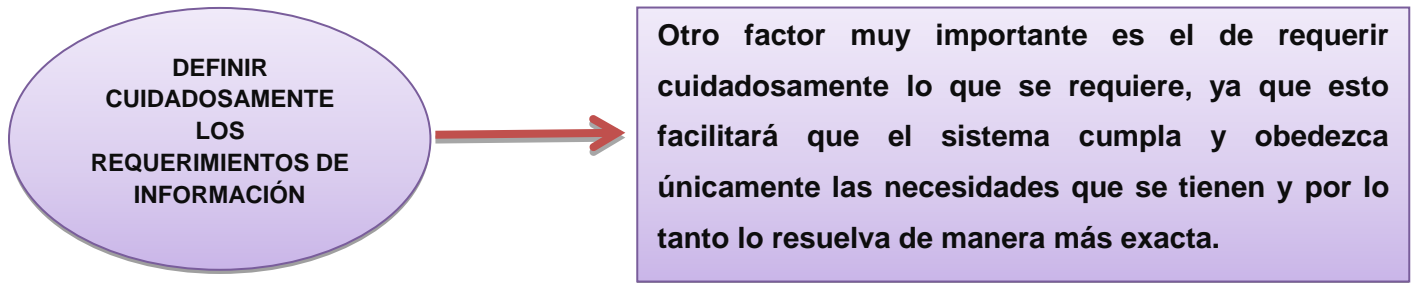 DEFINIR
CUIDADOSAMENTE
LOS
REQUERIMIENTOS DE
INFORMACIÓN
Otro factor muy importante es el de requerir
cuidadosamente lo que se requiere, ya que esto
facilitará que el sistema cumpla y obedezca
únicamente las necesidades que se tienen y por lo
tanto lo resuelva de manera más exacta.